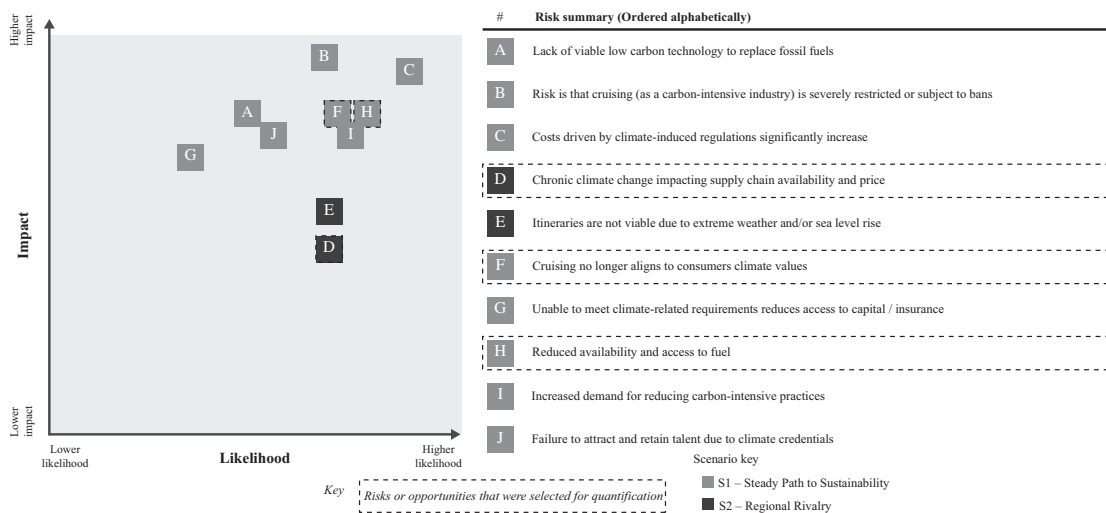 Higher
impact
Impact
Lower
impact
B
C
A
F
H
J
I
G
E
D
Lower
likelihood
Likelihood
Higher
likelihood
# Risk summary (Ordered alphabetically)
A Lack of viable low carbon technology to replace fossil fuels
B Risk is that cruising (as a carbon-intensive industry) is severely restricted or subject to bans
C Costs driven by climate-induced regulations significantly increase
D Chronic climate change impacting supply chain availability and price
E Itineraries are not viable due to extreme weather and/or sea level rise
F Cruising no longer aligns to consumers climate values
G Unable to meet climate-related requirements reduces access to capital / insurance
H Reduced availability and access to fuel
I Increased demand for reducing carbon-intensive practices
J Failure to attract and retain talent due to climate credentials
Key
Risks or opportunities that were selected for quantification
Scenario key
S1 – Steady Path to Sustainability
S2 – Regional Rivalry